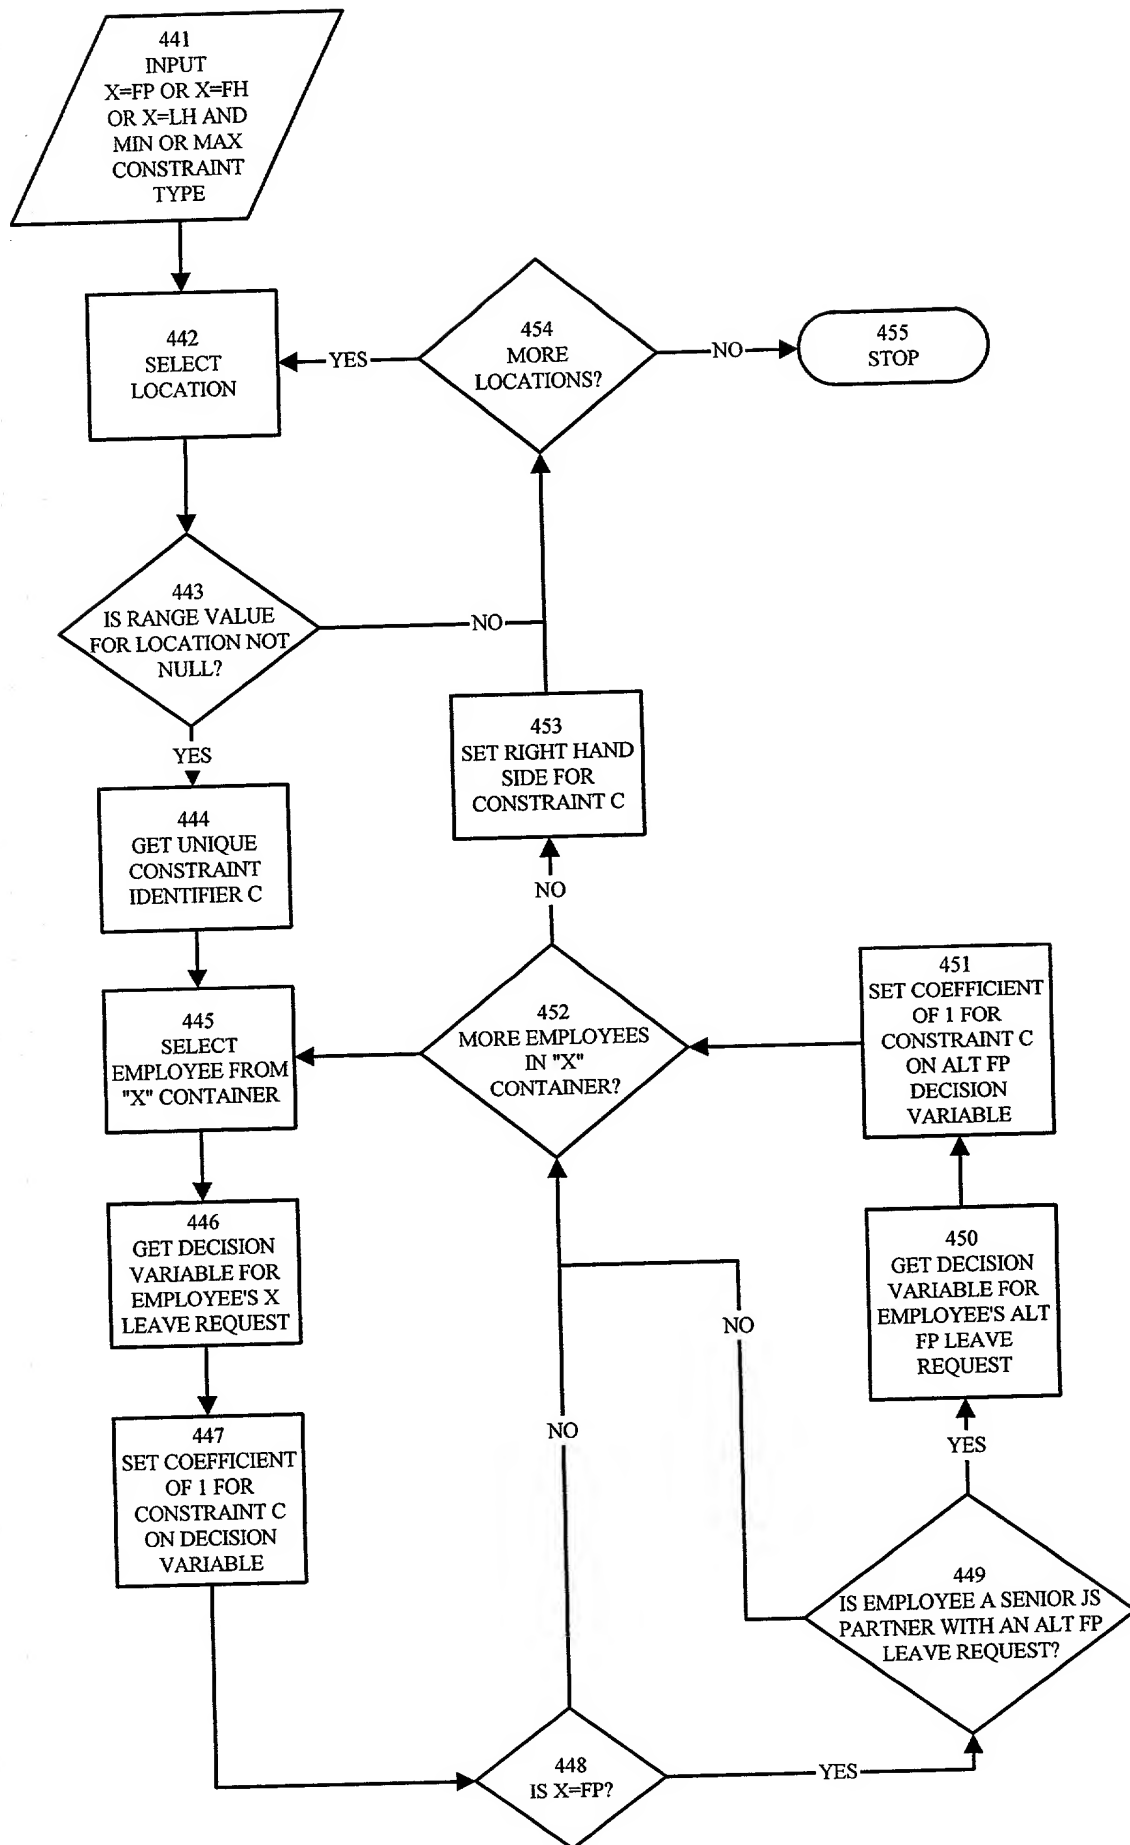 441
INPUT
X=FP OR X=FH
OR X=LH AND
MIN OR MAX
CONSTRAINT
TYPE
442
SELECT
LOCATION
YES
454
MORE
LOCATIONS?
NO
455
STOP
443
IS RANGE VALUE
FOR LOCATION NOT
NULL?
NO
YES
453
SET RIGHT HAND
SIDE FOR
CONSTRAINT C
444
GET UNIQUE
CONSTRAINT
IDENTIFIER C
NO
445
SELECT
EMPLOYEE FROM
"X" CONTAINER
452
MORE EMPLOYEES
IN "X"
CONTAINER?
451
SET COEFFICIENT
OF 1 FOR
CONSTRAINT C
ON ALT FP
DECISION
VARIABLE
446
GET DECISION
VARIABLE FOR
EMPLOYEE'S X
LEAVE REQUEST
450
GET DECISION
VARIABLE FOR
EMPLOYEE'S ALT
FP LEAVE
REQUEST
NO
NO
YES
447
SET COEFFICIENT
OF 1 FOR
CONSTRAINT C
ON DECISION
VARIABLE
449
IS EMPLOYEE A SENIOR JS
PARTNER WITH AN ALT FP
LEAVE REQUEST?
448
IS X=FP?
YES